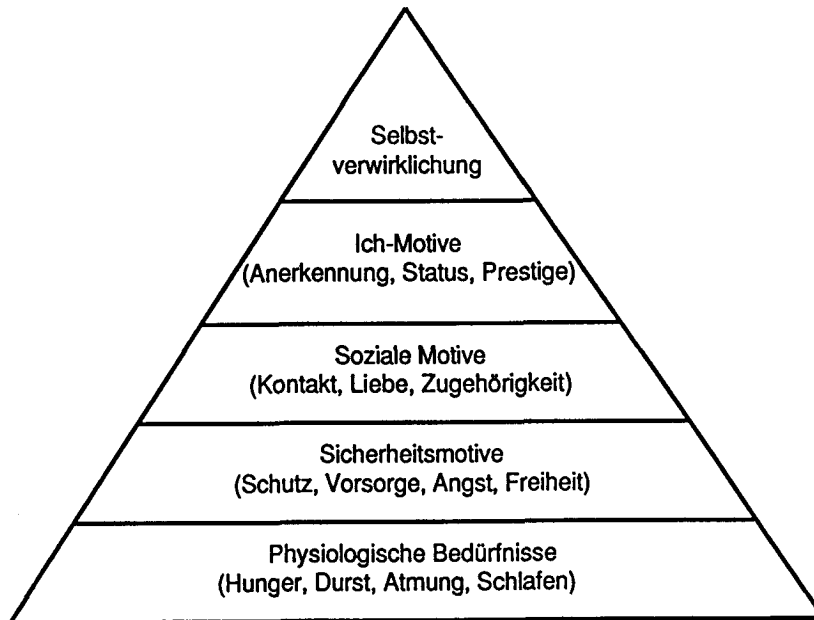 Selbst-
verwirklichung
Ich-Motive
(Anerkennung, Status, Prestige)
Soziale Motive
(Kontakt, Liebe, Zugehörigkeit)
Sicherheitsmotive
(Schutz, Vorsorge, Angst, Freiheit)
Physiologische Bedürfnisse
(Hunger, Durst, Atmung, Schlafen)